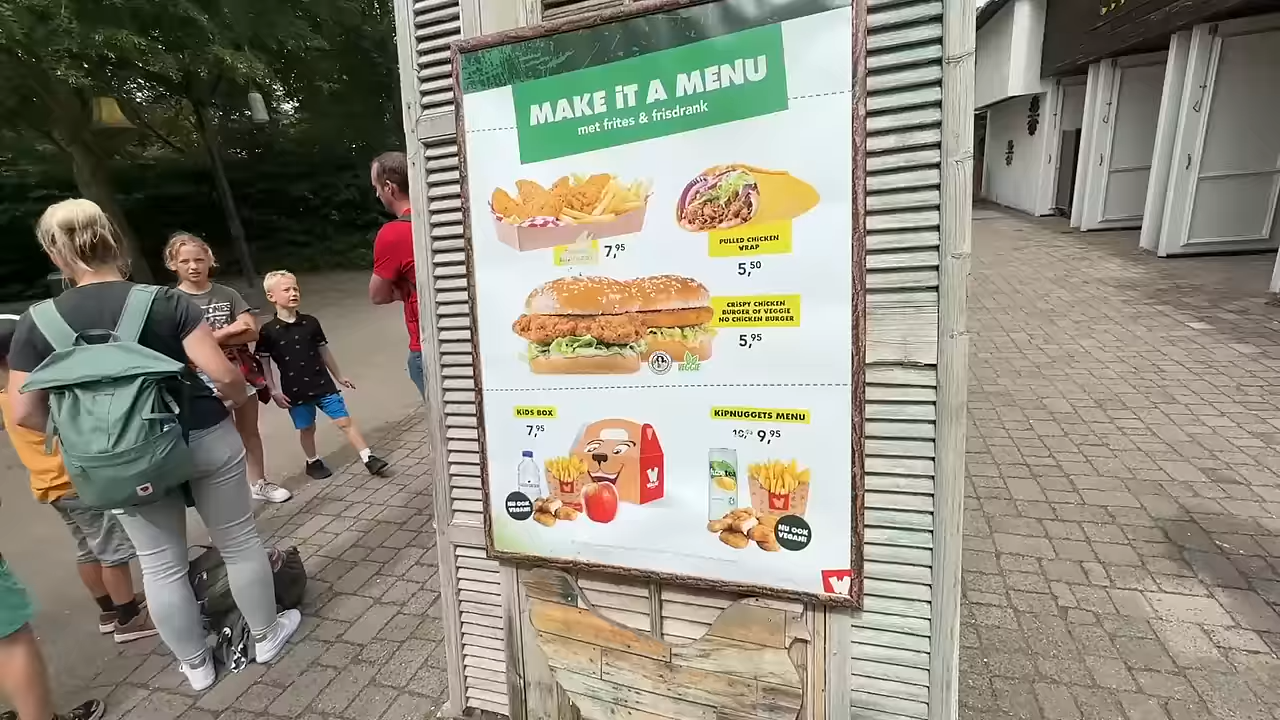 MAKE iT A MENU
met frites & frisdrank
7,95
PULLED CHICKEN
WRAP
5,50
CRiSPY CHiCKEN
BURGER OF VEGGiE
NO CHiCKEN BURGER
5,95
VEGGiE
KiDS BOX
7,95
NU OOK
VEGAN!
KiPNUGGETS MENU
9,95
NU OOK
VEGAN!
W